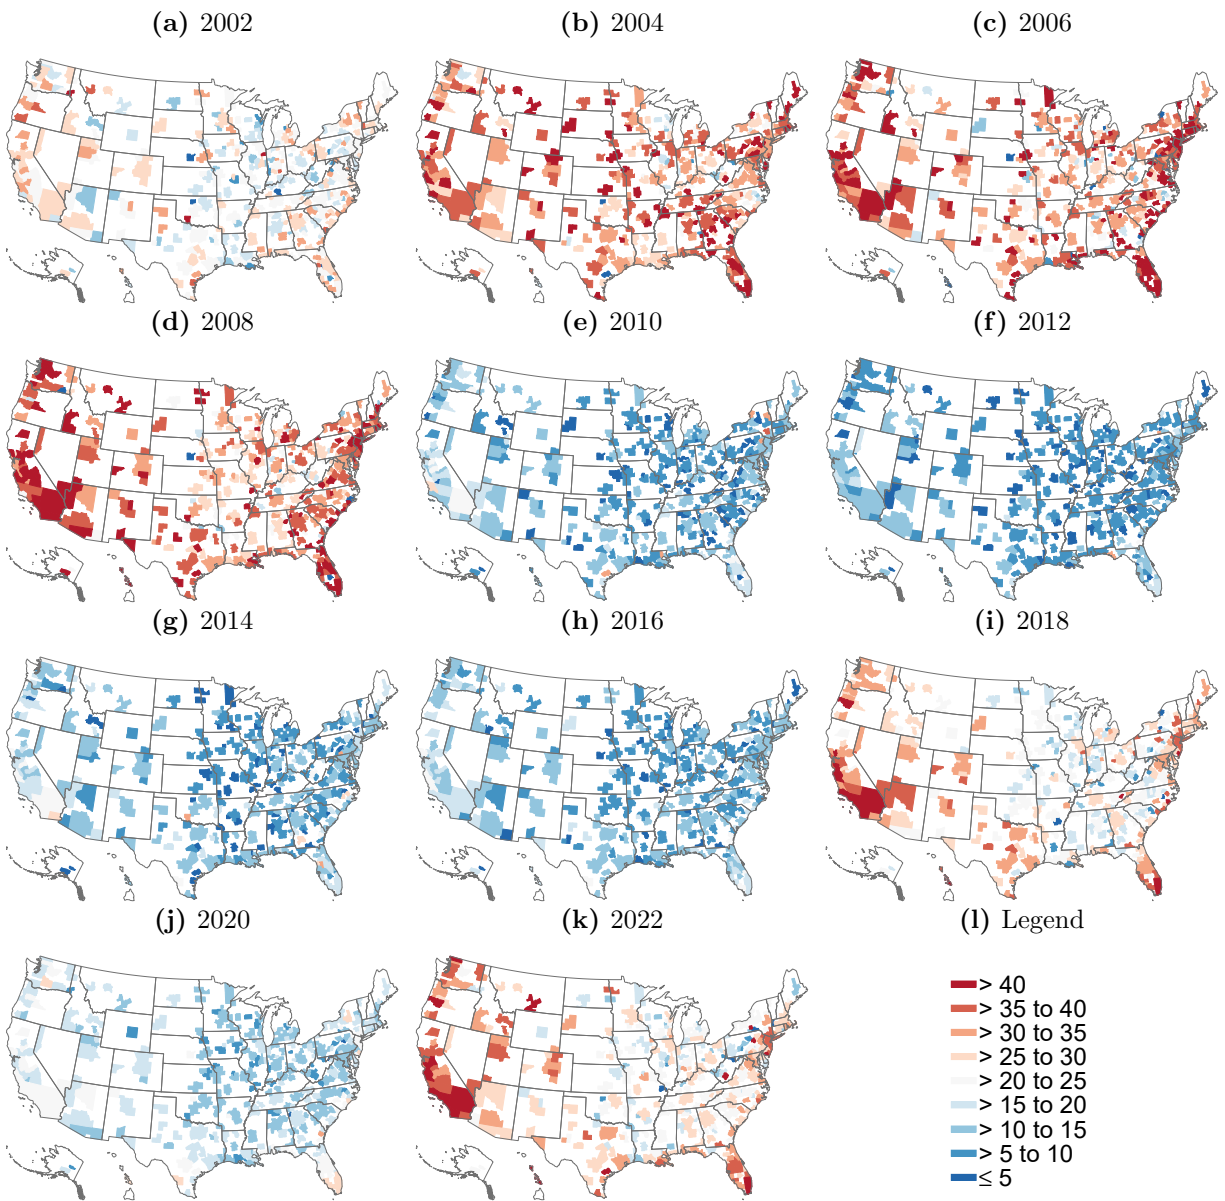 (a) 2002
(b) 2004
(c) 2006
(d) 2008
(e) 2010
(f) 2012
(g) 2014
(h) 2016
(i) 2018
(j) 2020
(k) 2022
(l) Legend
> 40
> 35 to 40
> 30 to 35
> 25 to 30
> 20 to 25
> 15 to 20
> 10 to 15
> 5 to 10
≤ 5